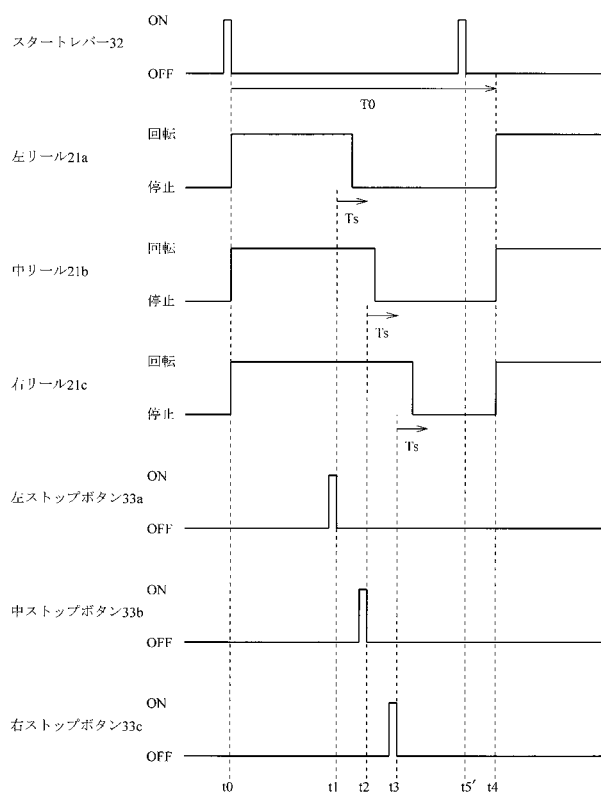 ON
スタートレバー32
OFF
T0
回転
左リール21a
停止
Ts
回転
中リール21b
停止
Ts
回転
右リール21c
停止
Ts
ON
左ストップボタン33a
OFF
ON
中ストップボタン33b
OFF
ON
右ストップボタン33c
OFF
t0 t1 t2 t3 t5′ t4